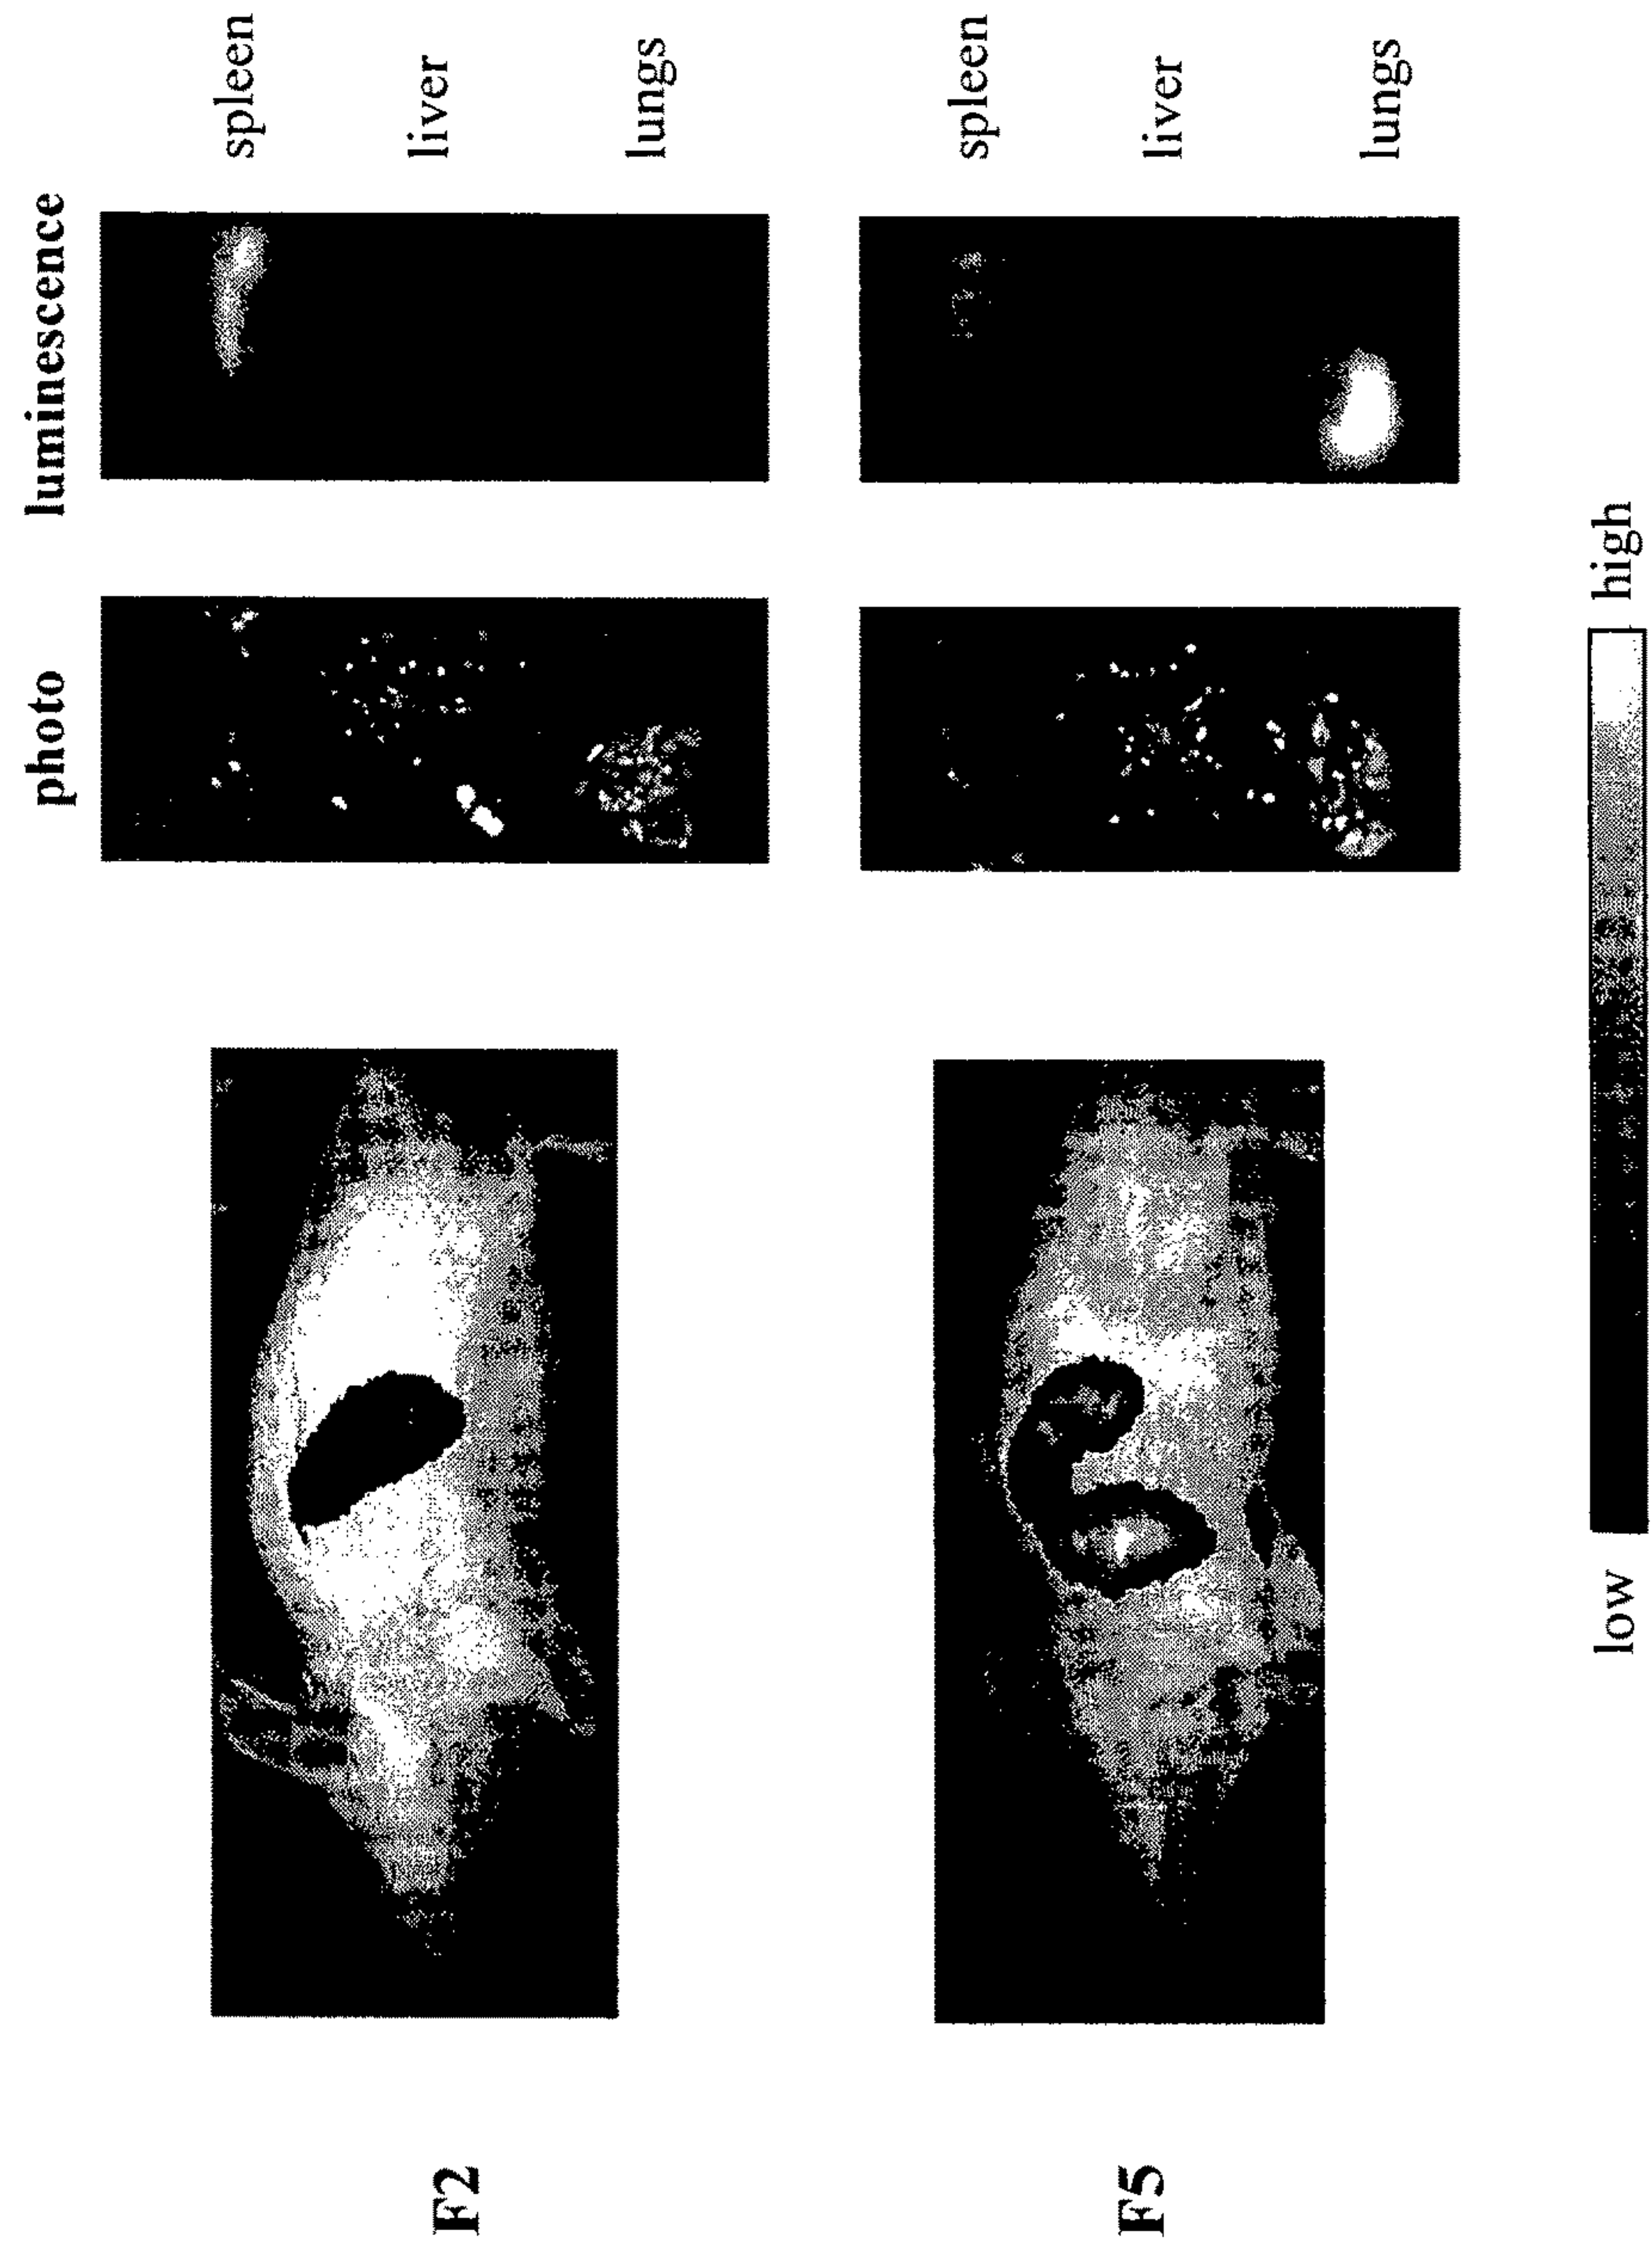 photo
luminescence
F2
spleen
liver
lungs
F5
spleen
liver
lungs
low
high